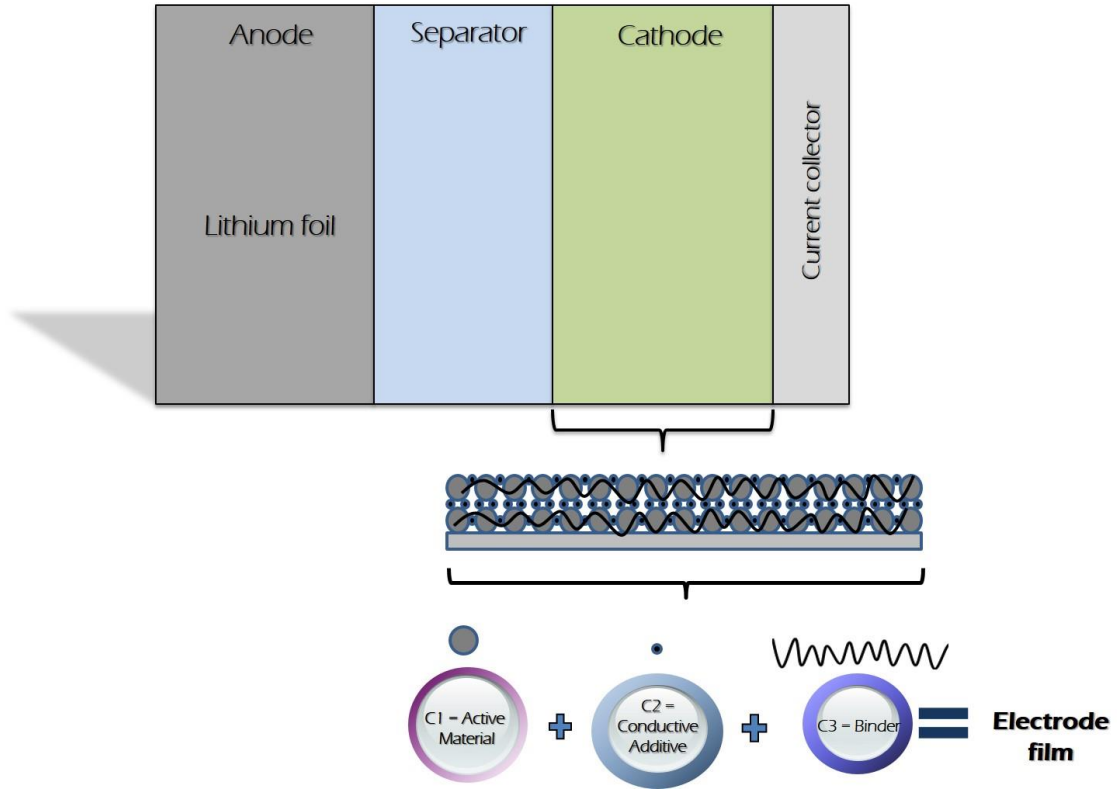 Anode
Separator
Cathode
Current collector
Lithium foil
C1 = Active
Material
C2 =
Conductive
Additive
C3 = Binder
Electrode
film